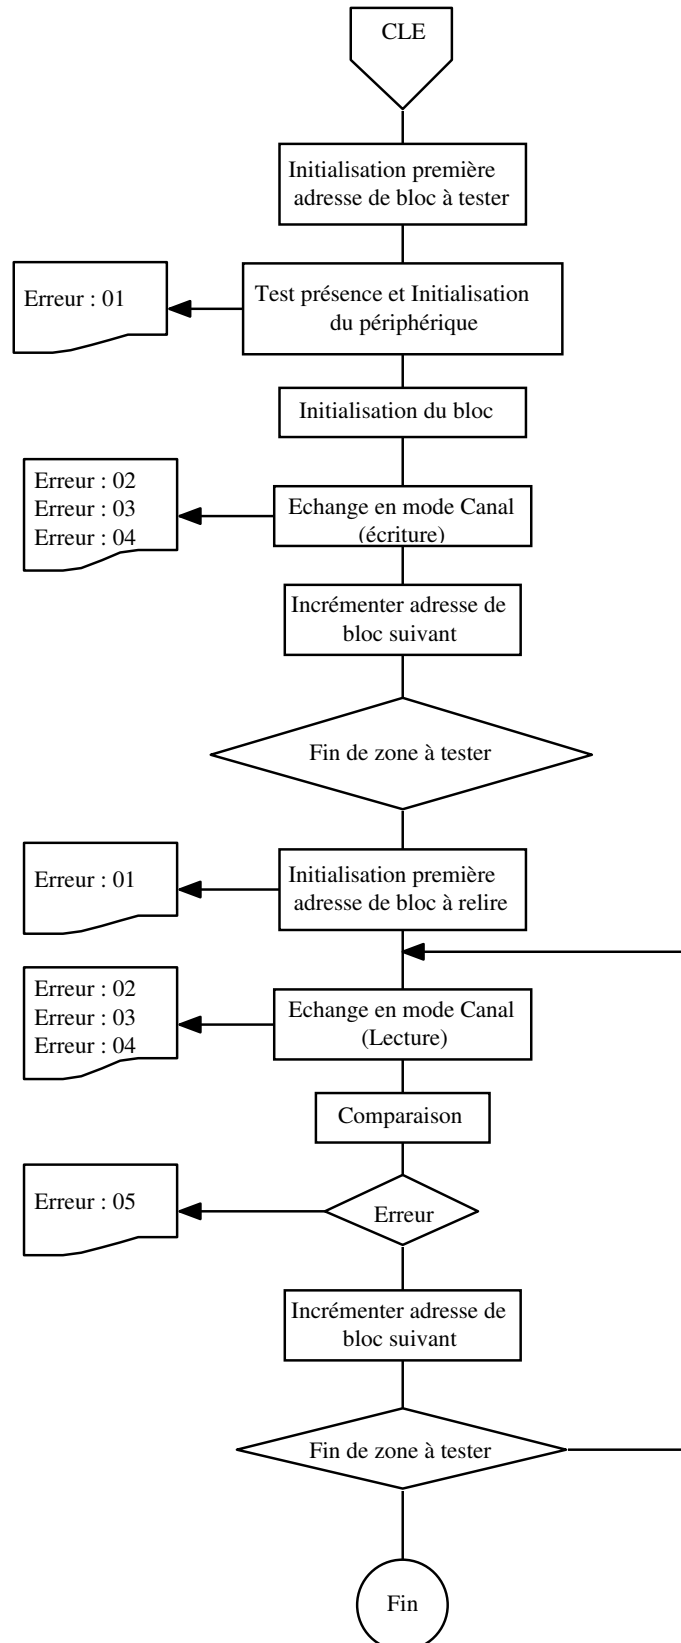 CLE
Initialisation première
adresse de bloc à tester
Erreur : 01
Test présence et Initialisation
du périphérique
Initialisation du bloc
Erreur : 02
Erreur : 03
Erreur : 04
Echange en mode Canal
(écriture)
Incrémenter adresse de
bloc suivant
Fin de zone à tester
Erreur : 01
Initialisation première
adresse de bloc à relire
Erreur : 02
Erreur : 03
Erreur : 04
Echange en mode Canal
(Lecture)
Comparaison
Erreur : 05
Erreur
Incrémenter adresse de
bloc suivant
Fin de zone à tester
Fin